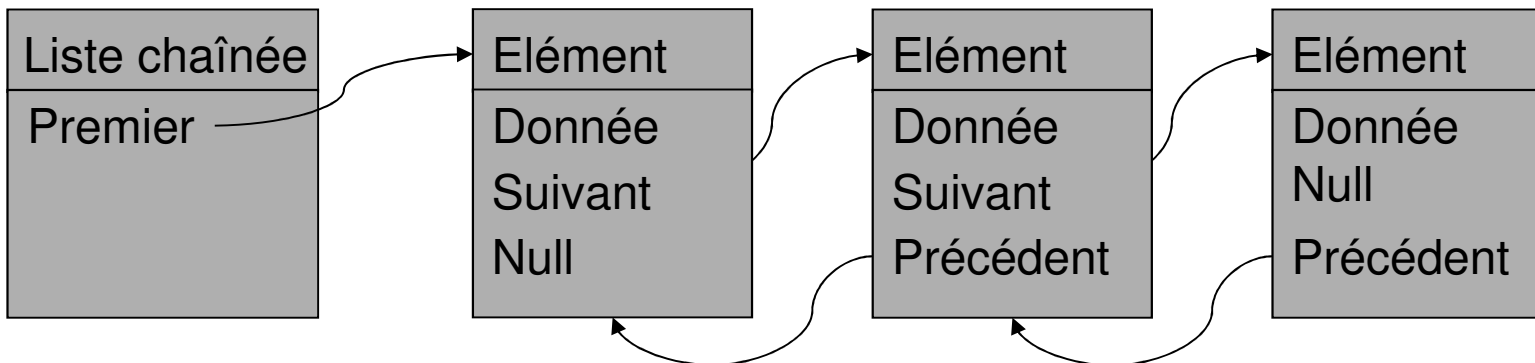 Liste chaînée
Premier
Elément
Donnée
Suivant
Null
Elément
Donnée
Suivant
Précédent
Elément
Donnée
Null
Précédent